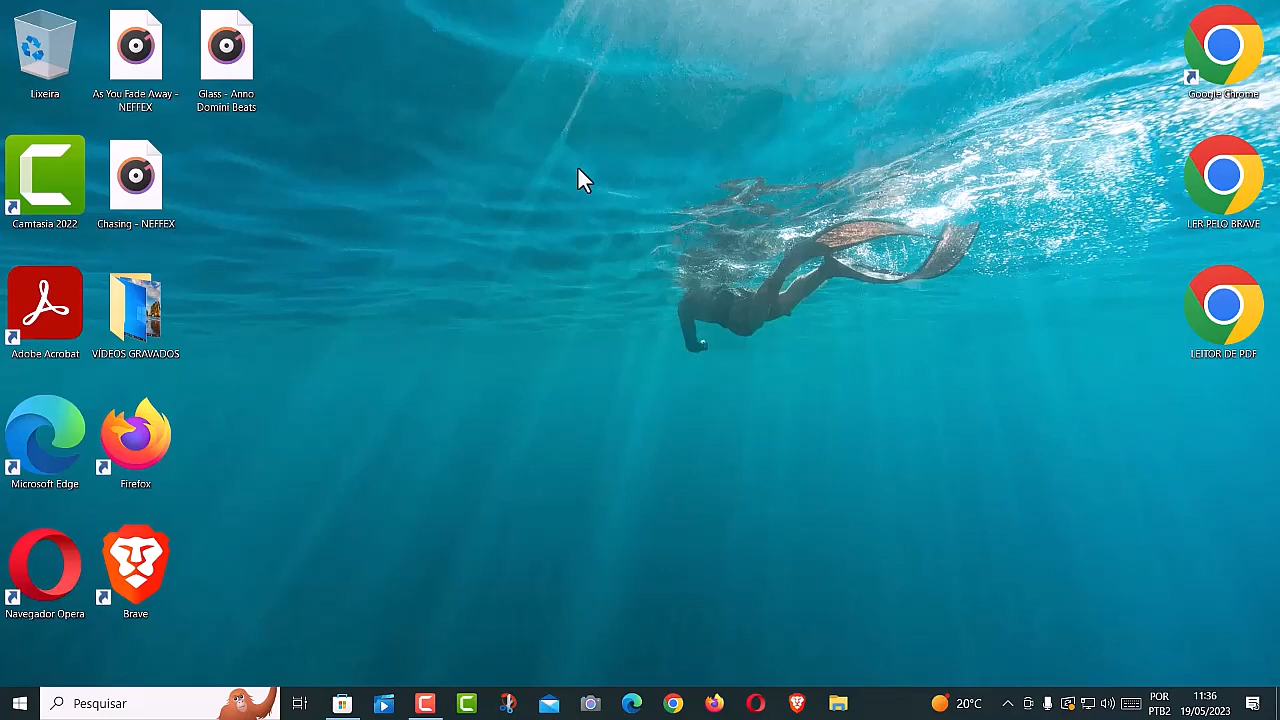 Lixeira
As You Fade Away -
NEFFEX
Glass - Anno
Domini Beats
Google Chrome
Camtasia 2022
Chasing - NEFFEX
LER PELO BRAVE
Adobe Acrobat
VÍDEOS GRAVADOS
LEITOR DE PDF
Microsoft Edge
Firefox
Navegador Opera
Brave
Pesquisar
20°C
POR
PTB2
11:36
19/05/2023